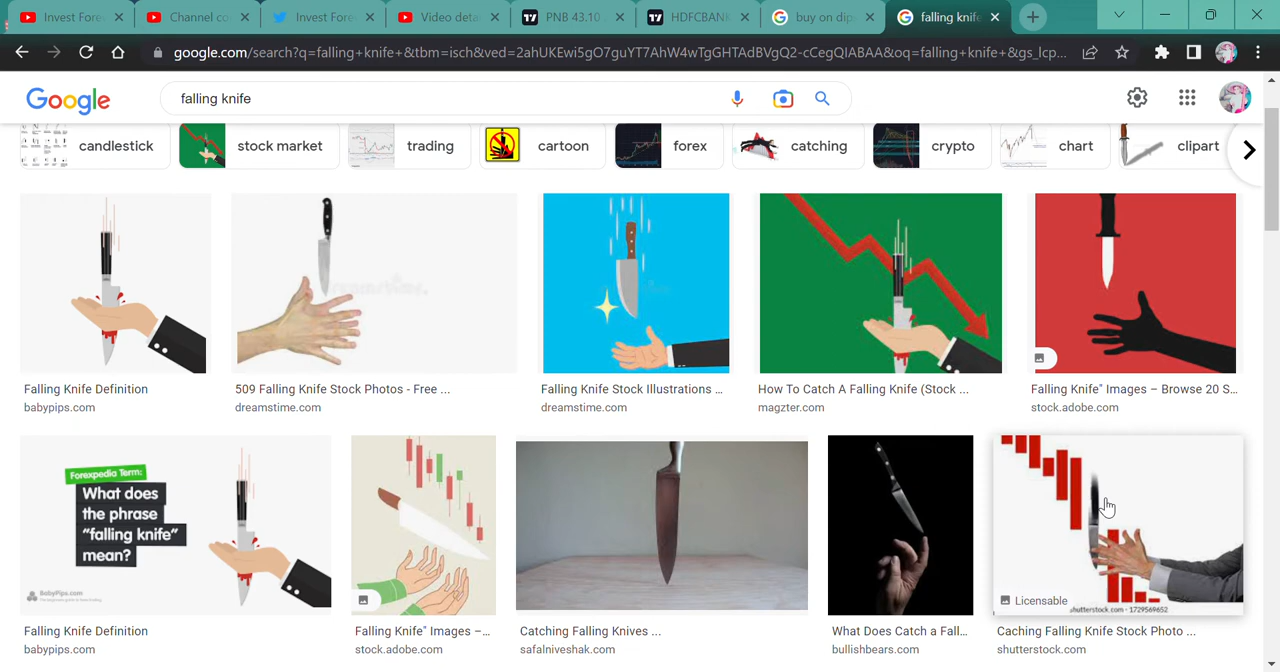 Invest Fore
Channel co
Invest Fore
Video deta
PNB 43.10
HDFCBANK
buy on dip
falling knife
google.com/search?q=falling+knife+&tbm=isch&ved=2ahUKEwi5gO7guYT7AhW4wTgGHTAdBVgQ2-cCegQIABAA&oq=falling+knife+&gs_lcp...
Google
falling knife
candlestick
stock market
trading
cartoon
forex
catching
crypto
chart
clipart
Falling Knife Definition
babypips.com
509 Falling Knife Stock Photos - Free ...
dreamstime.com
Falling Knife Stock Illustrations ...
dreamstime.com
How To Catch A Falling Knife (Stock ...
magzter.com
Falling Knife" Images – Browse 20 S...
stock.adobe.com
Forexpedia Term:
What does
the phrase
"falling knife"
mean?
BabyPips.com
Falling Knife Definition
babypips.com
Falling Knife" Images –...
stock.adobe.com
Catching Falling Knives ...
safalniveshak.com
What Does Catch a Fall...
bullishbears.com
Licensable
shutterstock.com · 1729569652
Caching Falling Knife Stock Photo ...
shutterstock.com